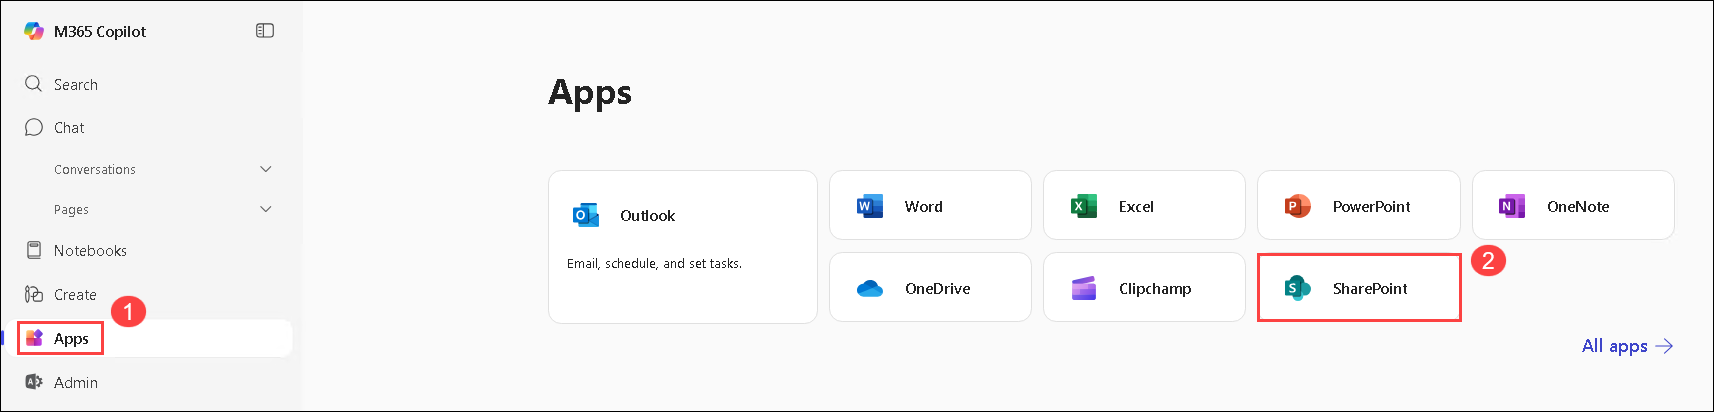 M365 Copilot
Search
Chat
Conversations
Pages
Notebooks
Create
1
Apps
Admin
Apps
Outlook
Email, schedule, and set tasks.
Word
Excel
PowerPoint
OneNote
OneDrive
Clipchamp
SharePoint
2
All apps →